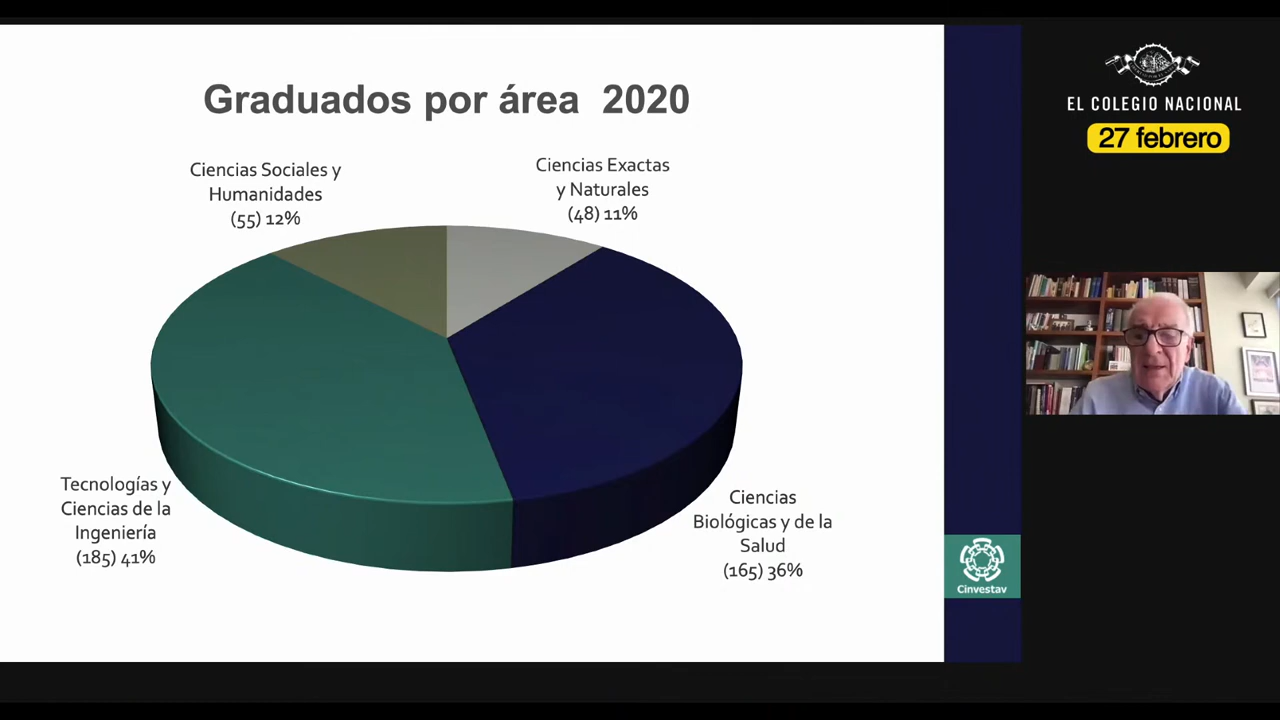 Graduados por área 2020
Ciencias Sociales y
Humanidades
(55) 12%
Ciencias Exactas
y Naturales
(48) 11%
Tecnologías y
Ciencias de la
Ingeniería
(185) 41%
Ciencias
Biológicas y de la
Salud
(165) 36%
Cinvestav
EL COLEGIO NACIONAL
27 febrero